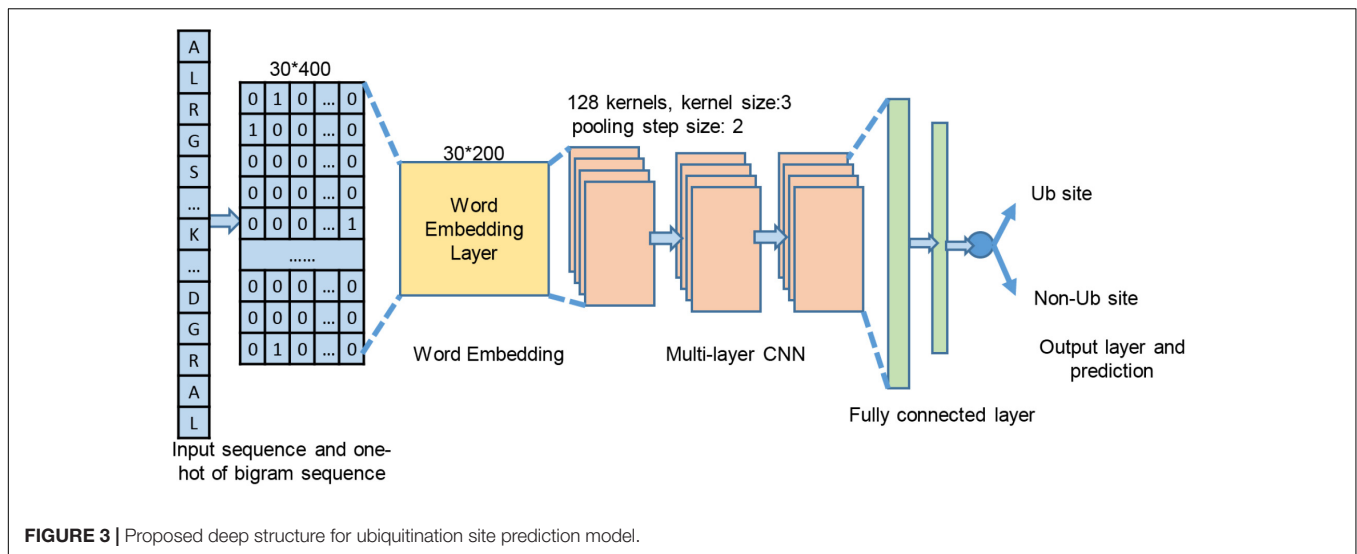 A
L
R
G
S
...
K
...
D
G
R
A
L
30*400
0 1 0 ... 0
1 0 0 ... 0
0 0 0 ... 0
0 0 0 ... 0
0 0 0 ... 1
......
0 0 0 ... 0
0 0 0 ... 0
0 1 0 ... 0
Input sequence and one-
hot of bigram sequence
30*200
Word
Embedding
Layer
Word Embedding
128 kernels, kernel size:3
pooling step size: 2
Multi-layer CNN
Fully connected layer
Ub site
Non-Ub site
Output layer and
prediction
FIGURE 3 | Proposed deep structure for ubiquitination site prediction model.